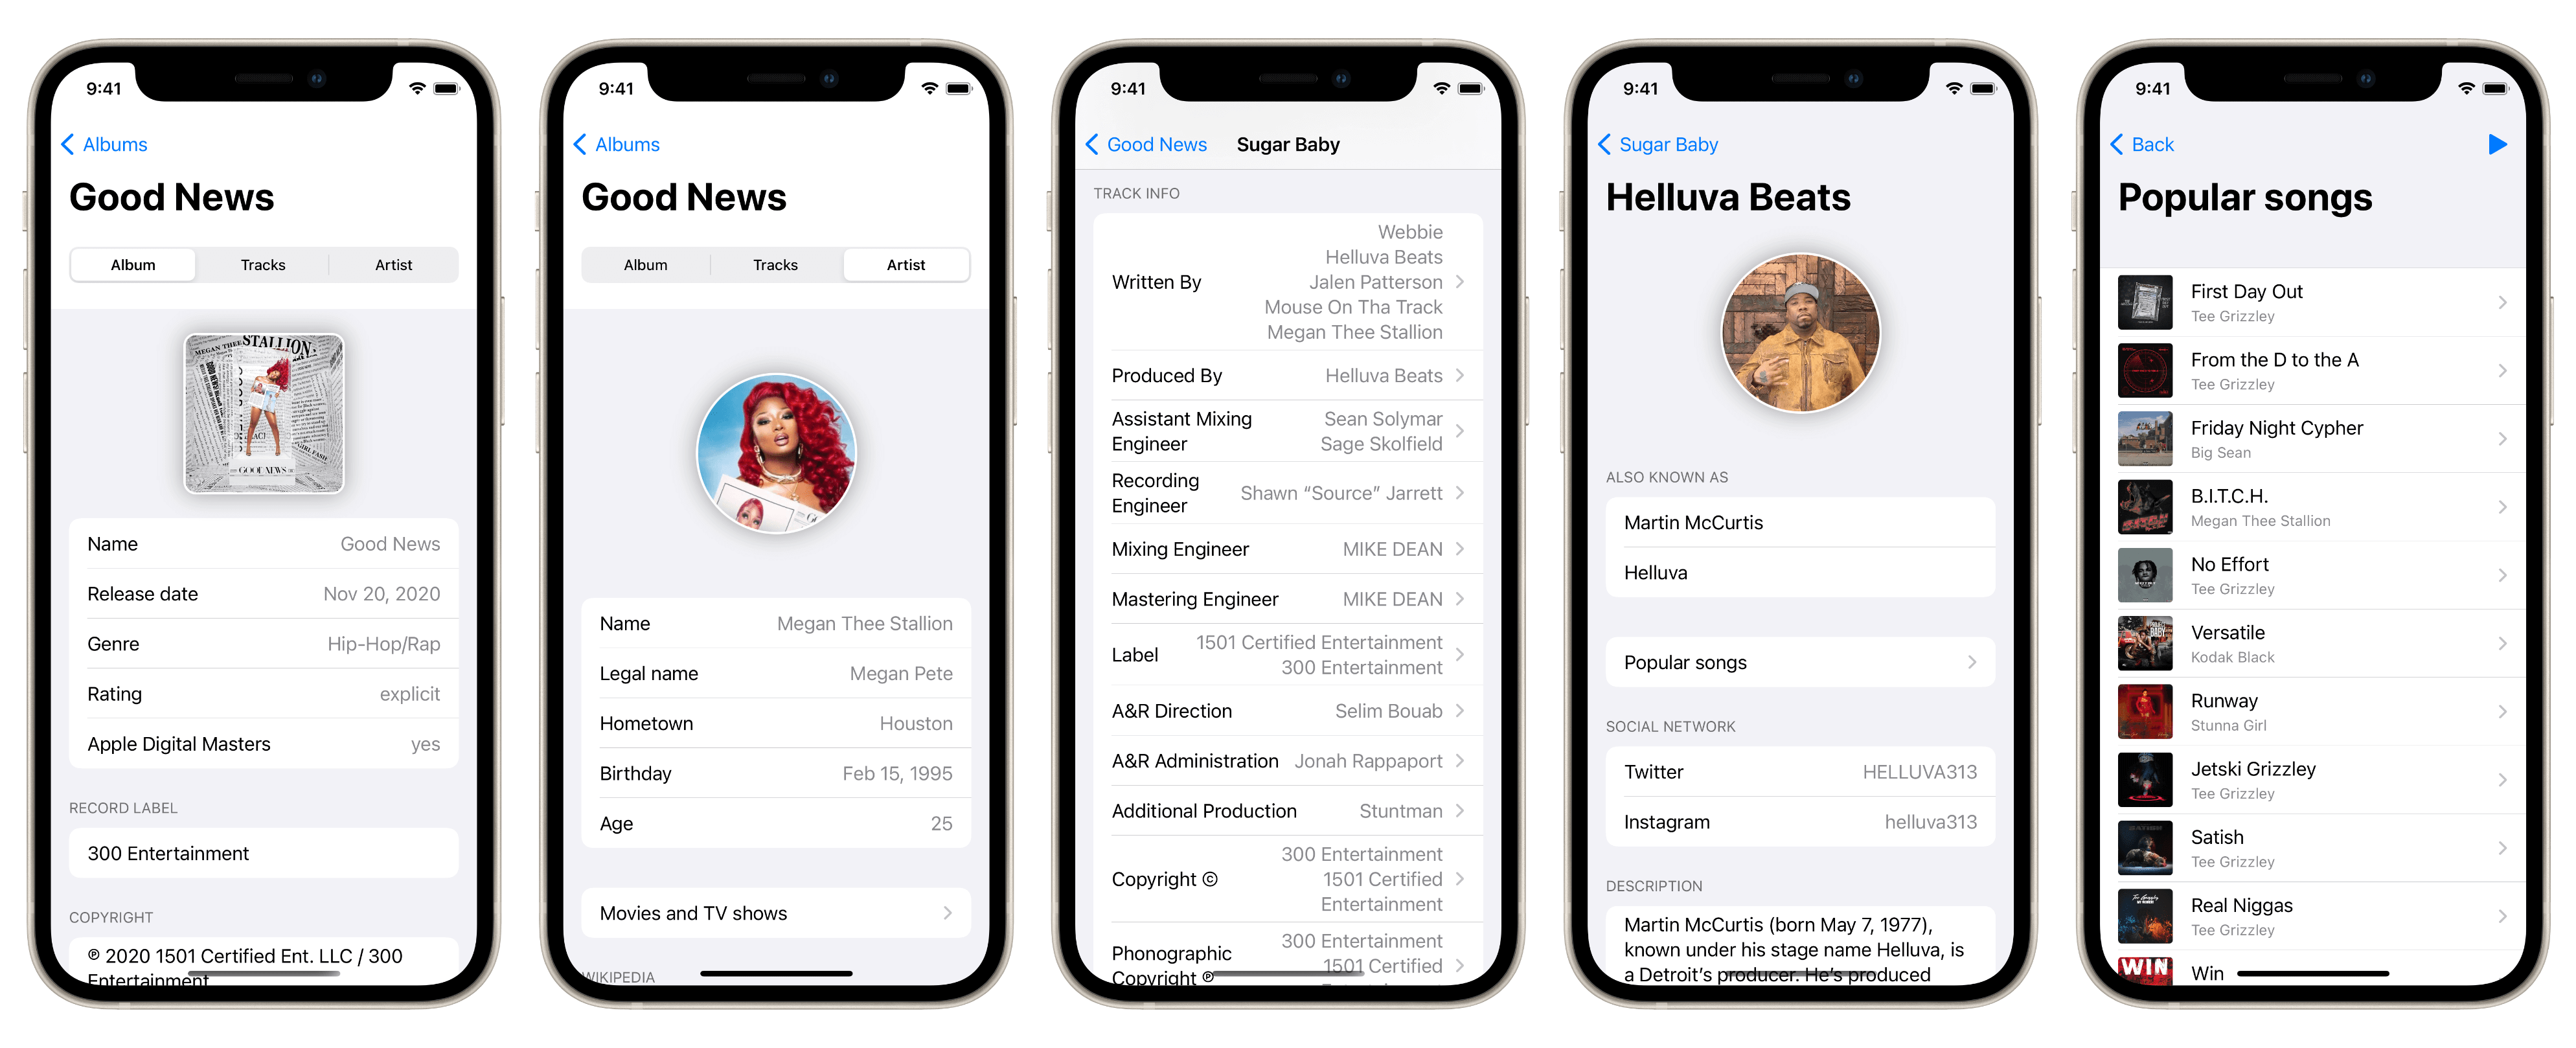 9:41
Albums
Good News
Album Tracks Artist
MEGAN THEE STALLION
GOOD NEWS
Name Good News
Release date Nov 20, 2020
Genre Hip-Hop/Rap
Rating explicit
Apple Digital Masters yes
RECORD LABEL
300 Entertainment
COPYRIGHT
℗ 2020 1501 Certified Ent. LLC / 300
Entertainment
9:41
Albums
Good News
Album Tracks Artist
Name Megan Thee Stallion
Legal name Megan Pete
Hometown Houston
Birthday Feb 15, 1995
Age 25
Movies and TV shows
WIKIPEDIA
9:41
Good News Sugar Baby
TRACK INFO
Webbie
Helluva Beats
Written By Jalen Patterson
Mouse On Tha Track
Megan Thee Stallion
Produced By Helluva Beats
Assistant Mixing Sean Solymar
Engineer Sage Skolfield
Recording
Engineer Shawn “Source” Jarrett
Mixing Engineer MIKE DEAN
Mastering Engineer MIKE DEAN
Label 1501 Certified Entertainment
300 Entertainment
A&R Direction Selim Bouab
A&R Administration Jonah Rappaport
Additional Production Stuntman
300 Entertainment
Copyright © 1501 Certified
Entertainment
Phonographic 300 Entertainment
Copyright ℗ 1501 Certified
9:41
Sugar Baby
Helluva Beats
ALSO KNOWN AS
Martin McCurtis
Helluva
Popular songs
SOCIAL NETWORK
Twitter HELLUVA313
Instagram helluva313
DESCRIPTION
Martin McCurtis (born May 7, 1977),
known under his stage name Helluva, is
a Detroit’s producer. He’s produced
9:41
Back
Popular songs
First Day Out
Tee Grizzley
From the D to the A
Tee Grizzley
Friday Night Cypher
Big Sean
B.I.T.C.H.
Megan Thee Stallion
No Effort
Tee Grizzley
Versatile
Kodak Black
Runway
Stunna Girl
Jetski Grizzley
Tee Grizzley
Satish
Tee Grizzley
Real Niggas
Tee Grizzley
WIN
Win